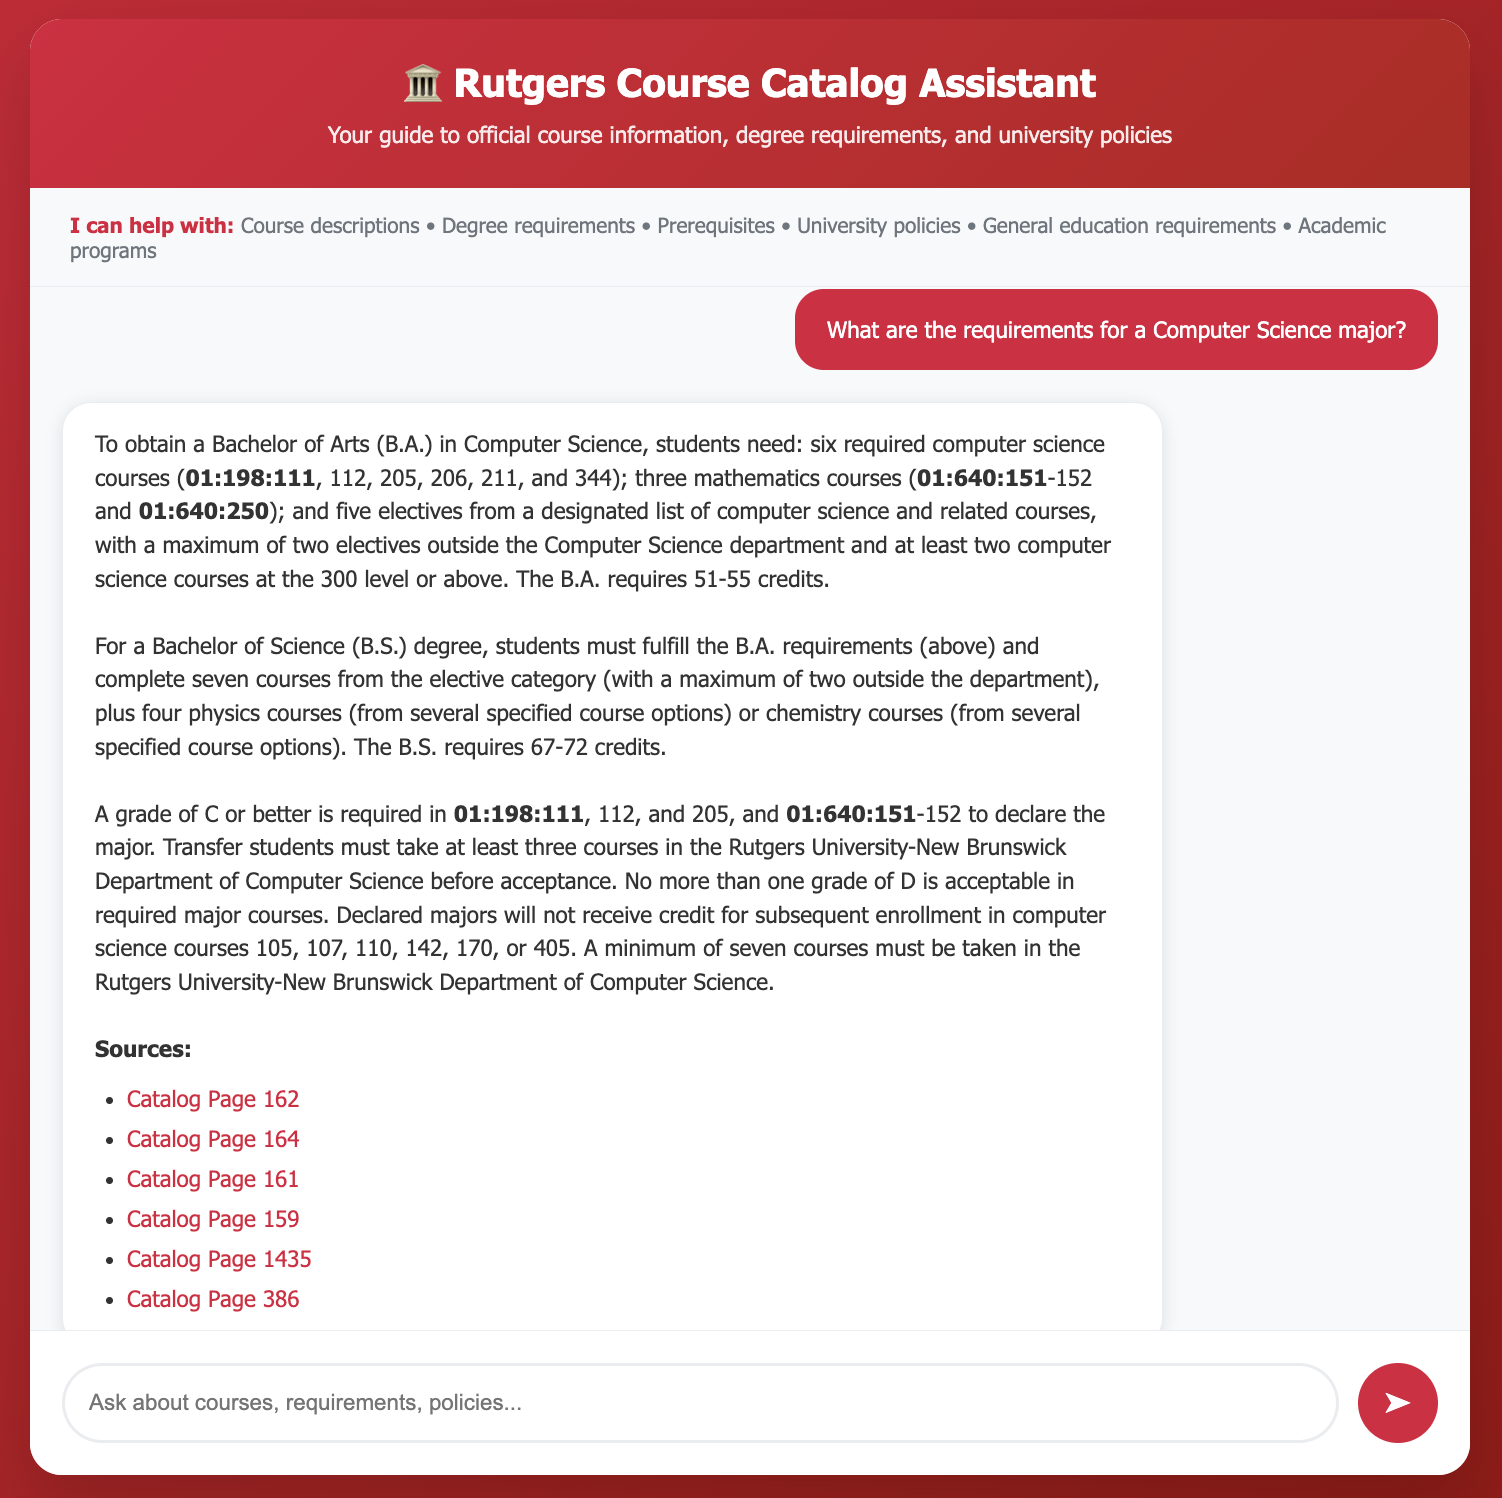 🏛️ Rutgers Course Catalog Assistant
Your guide to official course information, degree requirements, and university policies
I can help with: Course descriptions • Degree requirements • Prerequisites • University policies • General education requirements • Academic
programs
What are the requirements for a Computer Science major?
To obtain a Bachelor of Arts (B.A.) in Computer Science, students need: six required computer science
courses (01:198:111, 112, 205, 206, 211, and 344); three mathematics courses (01:640:151-152
and 01:640:250); and five electives from a designated list of computer science and related courses,
with a maximum of two electives outside the Computer Science department and at least two computer
science courses at the 300 level or above. The B.A. requires 51-55 credits.
For a Bachelor of Science (B.S.) degree, students must fulfill the B.A. requirements (above) and
complete seven courses from the elective category (with a maximum of two outside the department),
plus four physics courses (from several specified course options) or chemistry courses (from several
specified course options). The B.S. requires 67-72 credits.
A grade of C or better is required in 01:198:111, 112, and 205, and 01:640:151-152 to declare the
major. Transfer students must take at least three courses in the Rutgers University-New Brunswick
Department of Computer Science before acceptance. No more than one grade of D is acceptable in
required major courses. Declared majors will not receive credit for subsequent enrollment in computer
science courses 105, 107, 110, 142, 170, or 405. A minimum of seven courses must be taken in the
Rutgers University-New Brunswick Department of Computer Science.
Sources:
• Catalog Page 162
• Catalog Page 164
• Catalog Page 161
• Catalog Page 159
• Catalog Page 1435
• Catalog Page 386
Ask about courses, requirements, policies...